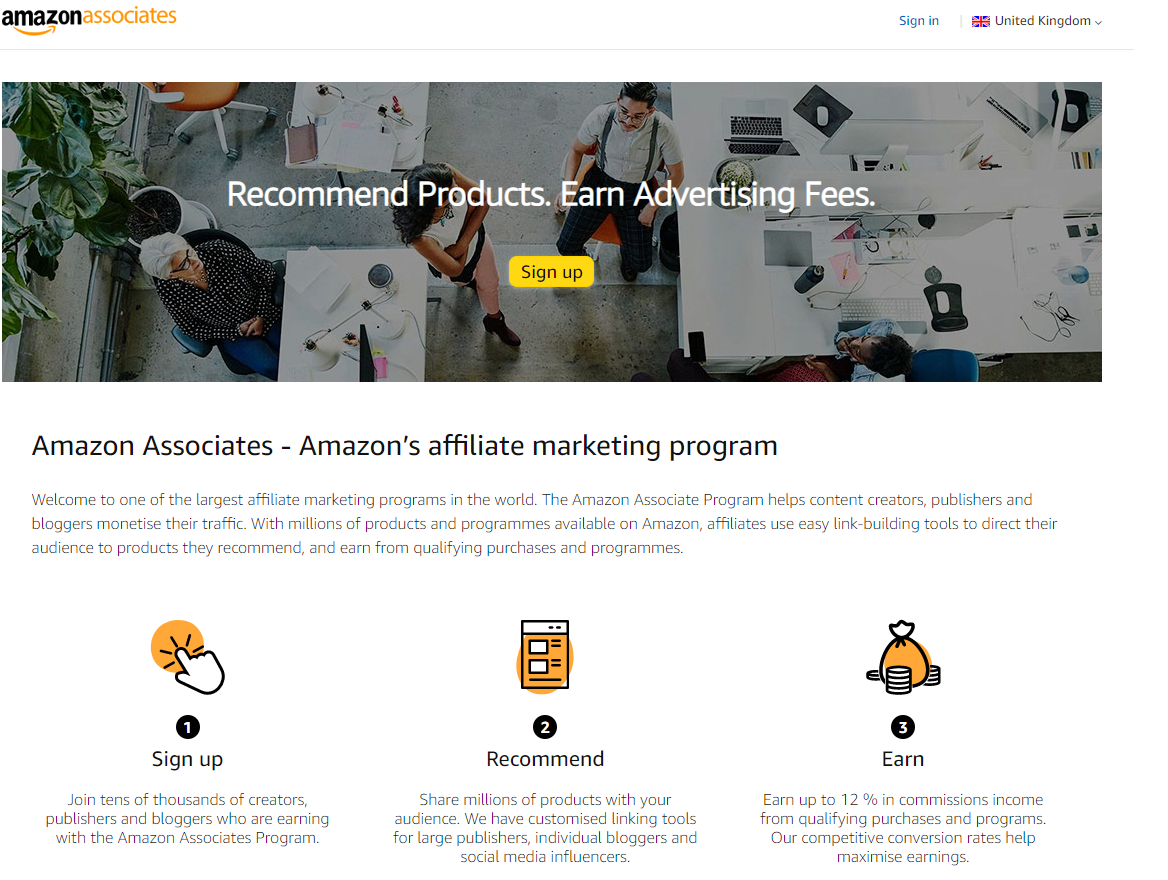 amazonassociates
Sign in
United Kingdom
Recommend Products. Earn Advertising Fees.
Sign up
Amazon Associates - Amazon’s affiliate marketing program
Welcome to one of the largest affiliate marketing programs in the world. The Amazon Associate Program helps content creators, publishers and
bloggers monetise their traffic. With millions of products and programmes available on Amazon, affiliates use easy link-building tools to direct their
audience to products they recommend, and earn from qualifying purchases and programmes.
1
Sign up
Join tens of thousands of creators,
publishers and bloggers who are earning
with the Amazon Associates Program.
2
Recommend
Share millions of products with your
audience. We have customised linking tools
for large publishers, individual bloggers and
social media influencers.
3
Earn
Earn up to 12 % in commissions income
from qualifying purchases and programs.
Our competitive conversion rates help
maximise earnings.